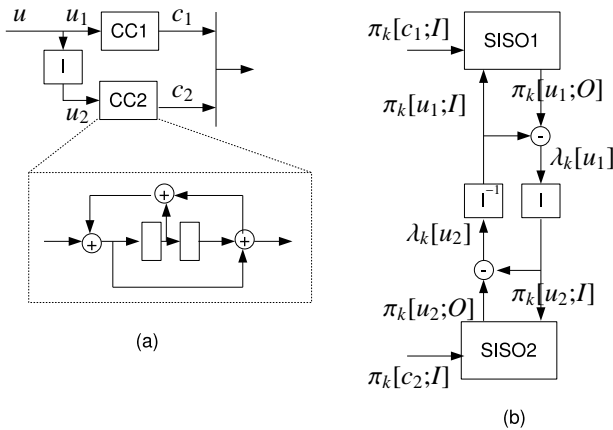 u
u₁
CC1
c₁
I
u₂
CC2
c₂
+
+
+
(a)
πₖ[c₁;I]
SISO1
πₖ[u₁;I]
πₖ[u₁;O]
-
λₖ[u₁]
I⁻¹
I
λₖ[u₂]
-
πₖ[u₂;O]
πₖ[u₂;I]
SISO2
πₖ[c₂;I]
(b)